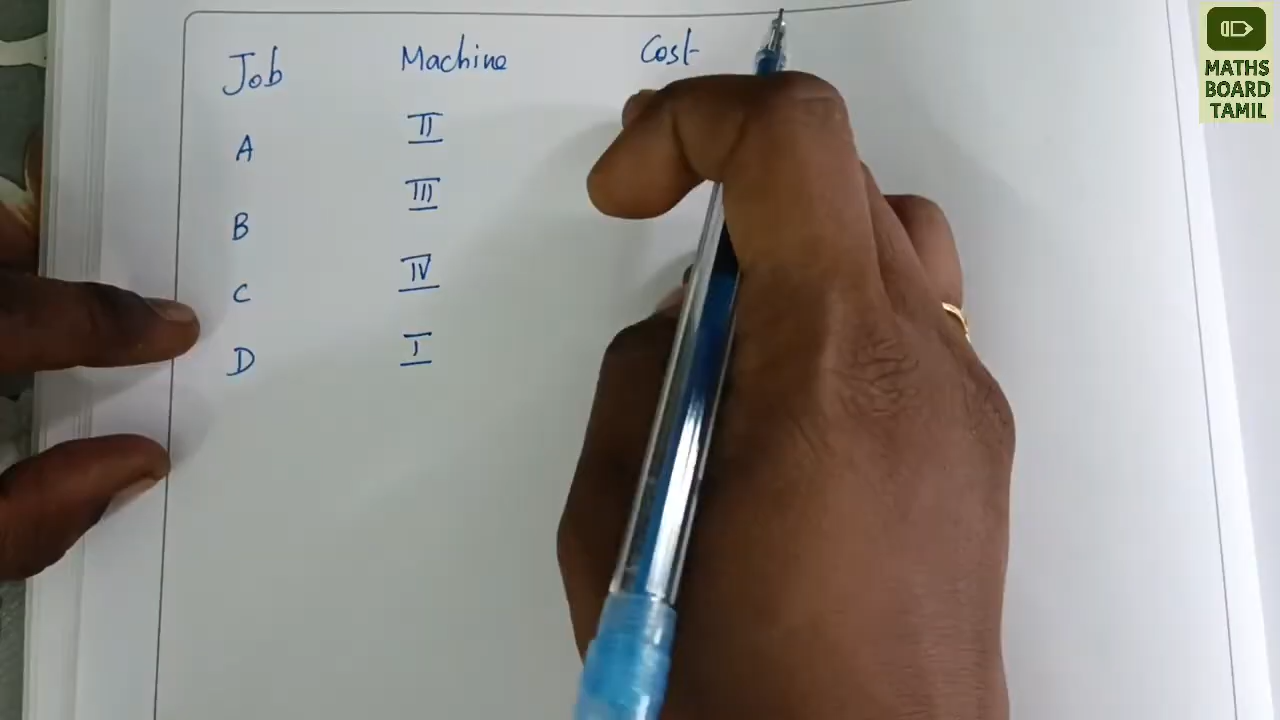 Job Machine Cost
A II
B III
C IV
D I
MATHS
BOARD
TAMIL